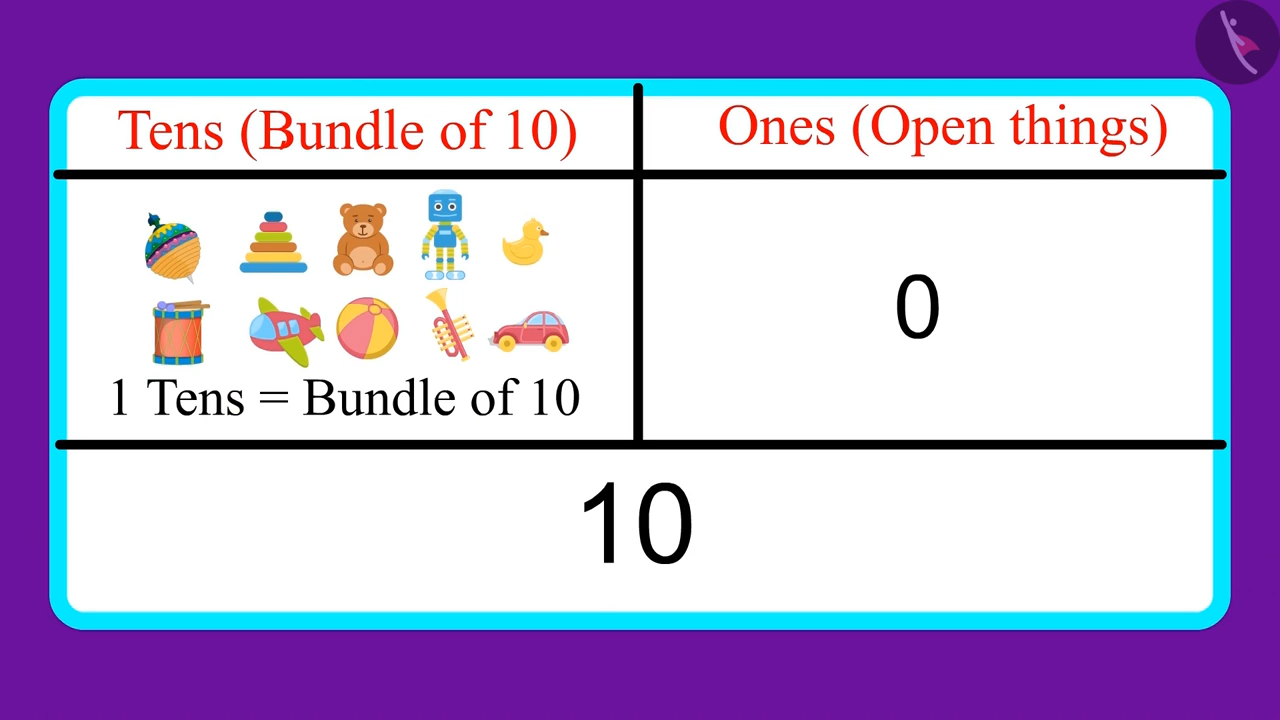 Tens (Bundle of 10)
Ones (Open things)
0
1 Tens = Bundle of 10
10